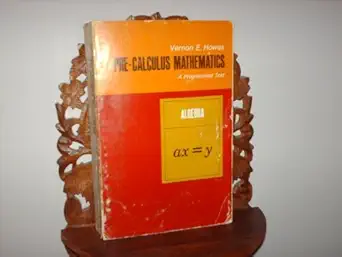 Vernon E. Howes
PRE-CALCULUS MATHEMATICS
A Programmed Text
ALGEBRA
ax = y